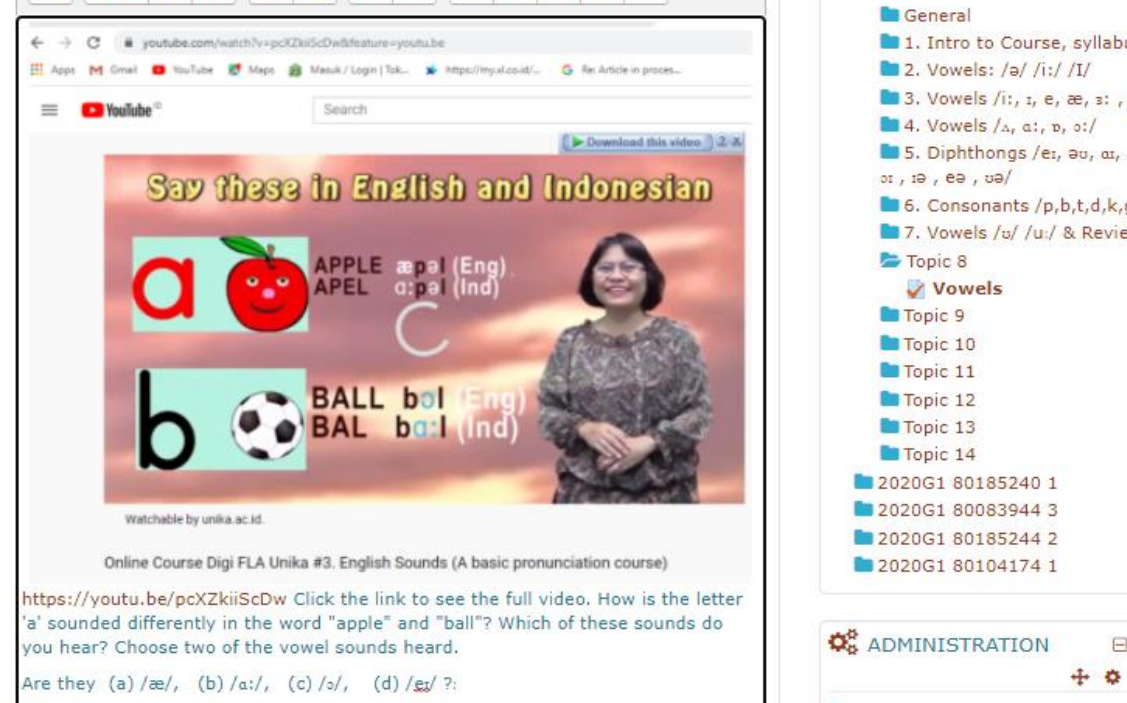 youtube.com/watch?v=pcXZkiiScDw&feature=youtu.be
Apps Gmail YouTube Maps Masuk / Login | Tok... https://my.xl.co.id/... Re: Article in proces...
YouTube ID
Search
Download this video ? X
Say these in English and Indonesian
a
APPLE æpəl (Eng)
APEL ɑ:pəl (Ind)
b
BALL bɔl (Eng)
BAL bɑ:l (Ind)
Watchable by unika.ac.id.
Online Course Digi FLA Unika #3. English Sounds (A basic pronunciation course)
https://youtu.be/pcXZkiiScDw Click the link to see the full video. How is the letter
'a' sounded differently in the word "apple" and "ball"? Which of these sounds do
you hear? Choose two of the vowel sounds heard.
Are they (a) /æ/, (b) /ɑ:/, (c) /ɔ/, (d) /eɪ/ ?:
General
1. Intro to Course, syllabu
2. Vowels: /ə/ /i:/ /I/
3. Vowels /i:, ɪ, e, æ, ɜ: ,
4. Vowels /ʌ, ɑ:, ɒ, ɔ:/
5. Diphthongs /eɪ, əʊ, aɪ,
ɔɪ , ɪə , eə , ʊə/
6. Consonants /p,b,t,d,k,g
7. Vowels /ʊ/ /u:/ & Revie
Topic 8
Vowels
Topic 9
Topic 10
Topic 11
Topic 12
Topic 13
Topic 14
2020G1 80185240 1
2020G1 80083944 3
2020G1 80185244 2
2020G1 80104174 1
ADMINISTRATION